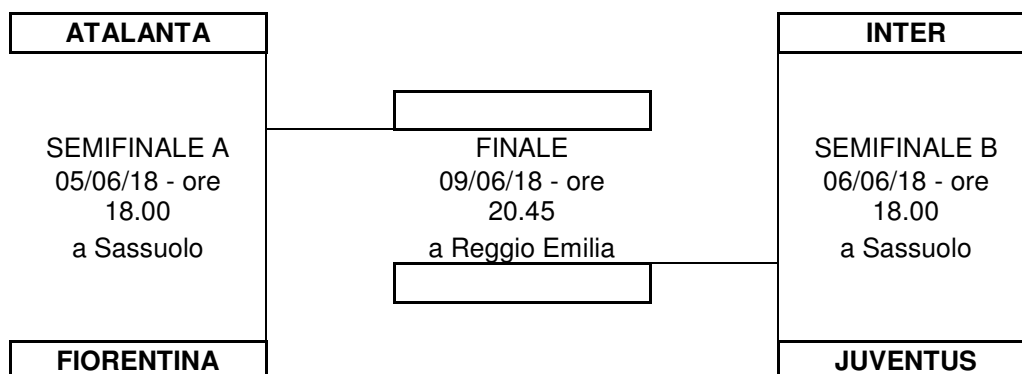 ATALANTA
INTER
SEMIFINALE A
05/06/18 - ore
18.00
a Sassuolo
FINALE
09/06/18 - ore
20.45
a Reggio Emilia
SEMIFINALE B
06/06/18 - ore
18.00
a Sassuolo
FIORENTINA
JUVENTUS